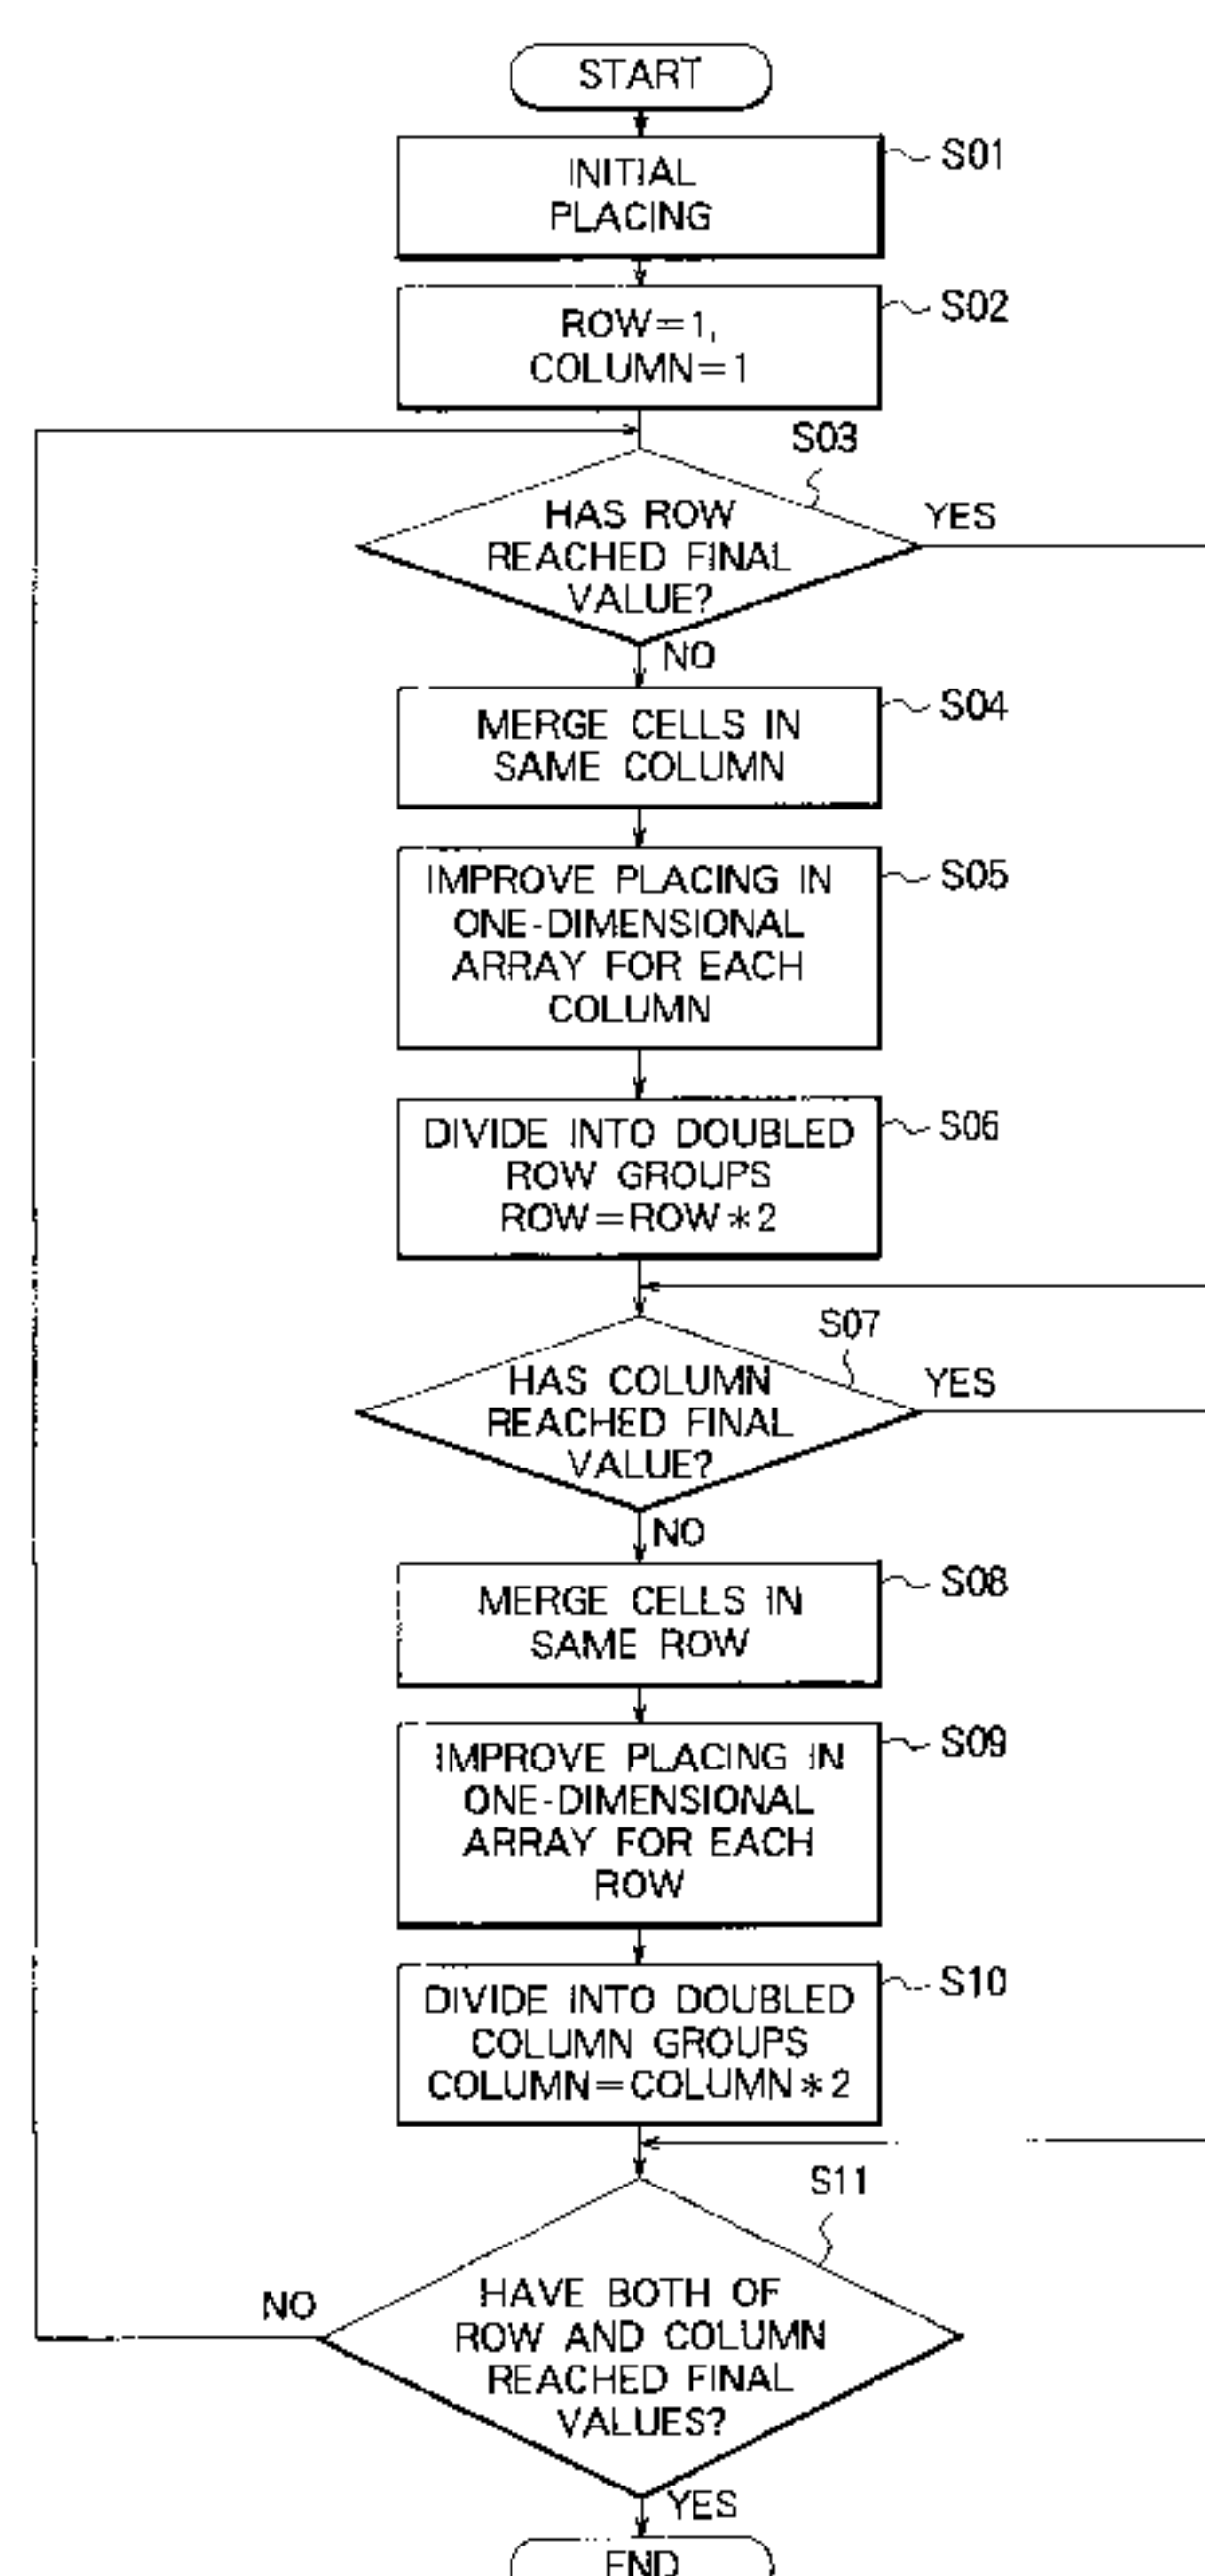 START
INITIAL
PLACING
S01
ROW=1,
COLUMN=1
S02
S03
HAS ROW
REACHED FINAL
VALUE?
YES
NO
MERGE CELLS IN
SAME COLUMN
S04
IMPROVE PLACING IN
ONE-DIMENSIONAL
ARRAY FOR EACH
COLUMN
S05
DIVIDE INTO DOUBLED
ROW GROUPS
ROW=ROW*2
S06
S07
HAS COLUMN
REACHED FINAL
VALUE?
YES
NO
MERGE CELLS IN
SAME ROW
S08
IMPROVE PLACING IN
ONE-DIMENSIONAL
ARRAY FOR EACH
ROW
S09
DIVIDE INTO DOUBLED
COLUMN GROUPS
COLUMN=COLUMN*2
S10
S11
HAVE BOTH OF
ROW AND COLUMN
REACHED FINAL
VALUES?
NO
YES
END